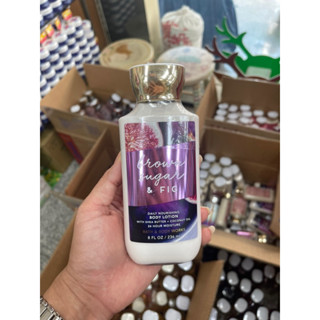 Brown
Sugar
& FIG
DAILY NOURISHING
BODY LOTION
WITH SHEA BUTTER + COCONUT OIL
24 HOUR MOISTURE
BATH & BODY WORKS
8 FL OZ / 236 mL